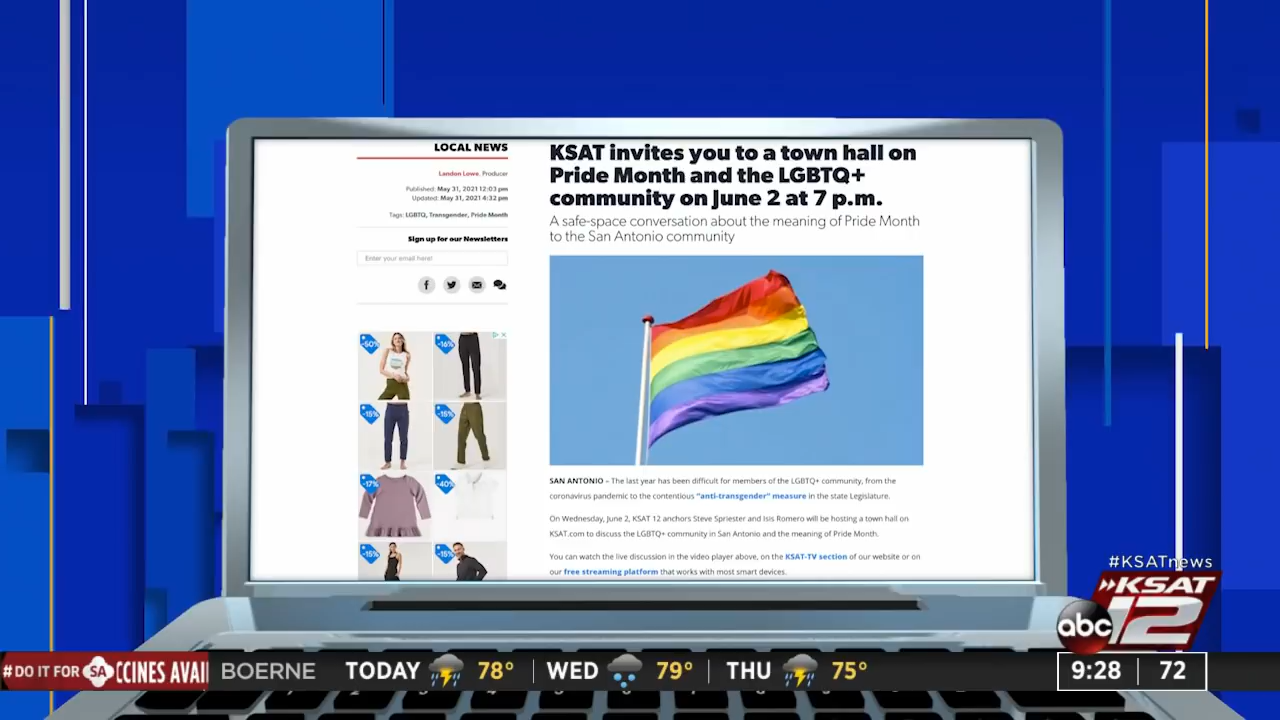 LOCAL NEWS
Landon Lowe, Producer
Published: May 31, 2021 12:03 pm
Updated: May 31, 2021 4:32 pm
Tags: LGBTQ, Transgender, Pride Month
Sign up for our Newsletters
Enter your email here!
-50%
-16%
-15%
-15%
-17%
-40%
-15%
-15%
KSAT invites you to a town hall on
Pride Month and the LGBTQ+
community on June 2 at 7 p.m.
A safe-space conversation about the meaning of Pride Month
to the San Antonio community
SAN ANTONIO – The last year has been difficult for members of the LGBTQ+ community, from the
coronavirus pandemic to the contentious "anti-transgender" measure in the state Legislature.
On Wednesday, June 2, KSAT 12 anchors Steve Spriester and Isis Romero will be hosting a town hall on
KSAT.com to discuss the LGBTQ+ community in San Antonio and the meaning of Pride Month.
You can watch the live discussion in the video player above, on the KSAT-TV section of our website or on
our free streaming platform that works with most smart devices.
#KSATnews
KSAT
abc 12
#DO IT FOR SA CCINES AVAI BOERNE TODAY 78° WED 79° THU 75° 9:28 72